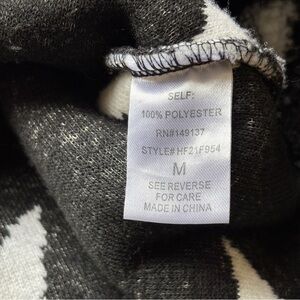 SELF:
100% POLYESTER
RN#149137
STYLE# HF21F954
M
SEE REVERSE
FOR CARE
MADE IN CHINA